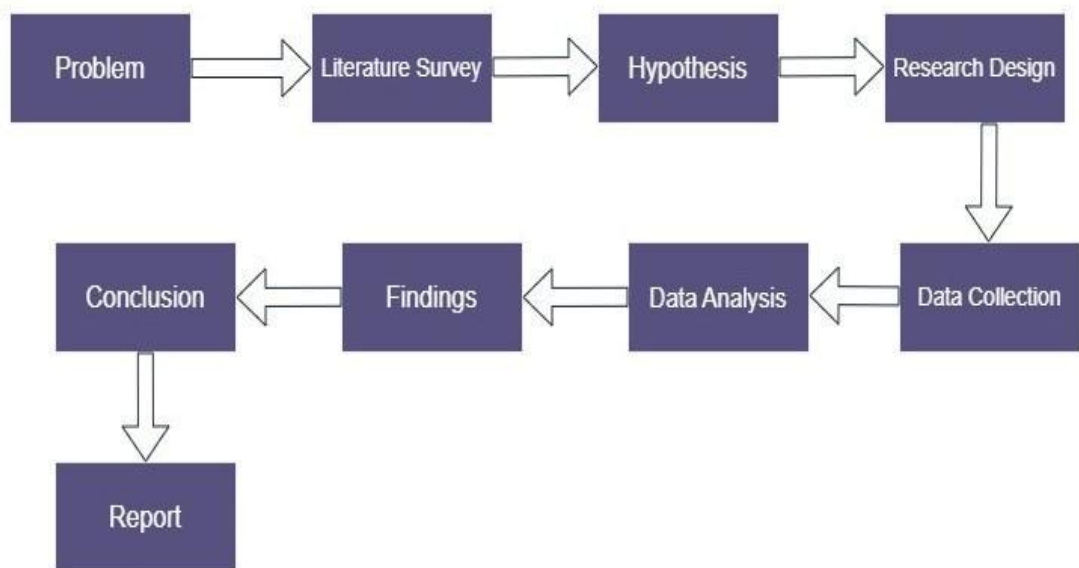 Problem
Literature Survey
Hypothesis
Research Design
Data Collection
Data Analysis
Findings
Conclusion
Report